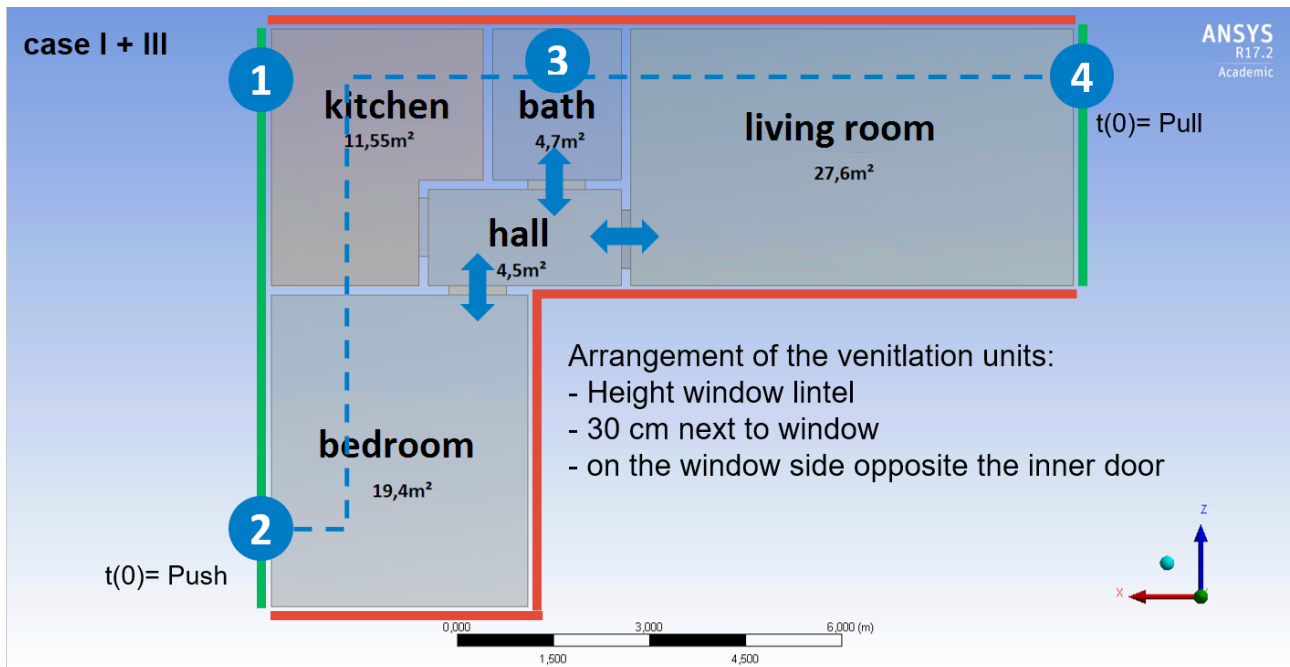 case I + III
ANSYS
R17.2
Academic
1
3
4
kitchen
11,55m²
bath
4,7m²
living room
27,6m²
t(0)= Pull
hall
4,5m²
Arrangement of the venitlation units:
- Height window lintel
- 30 cm next to window
- on the window side opposite the inner door
bedroom
19,4m²
2
t(0)= Push
Z
X
0,000
3,000
6,000 (m)
1,500
4,500